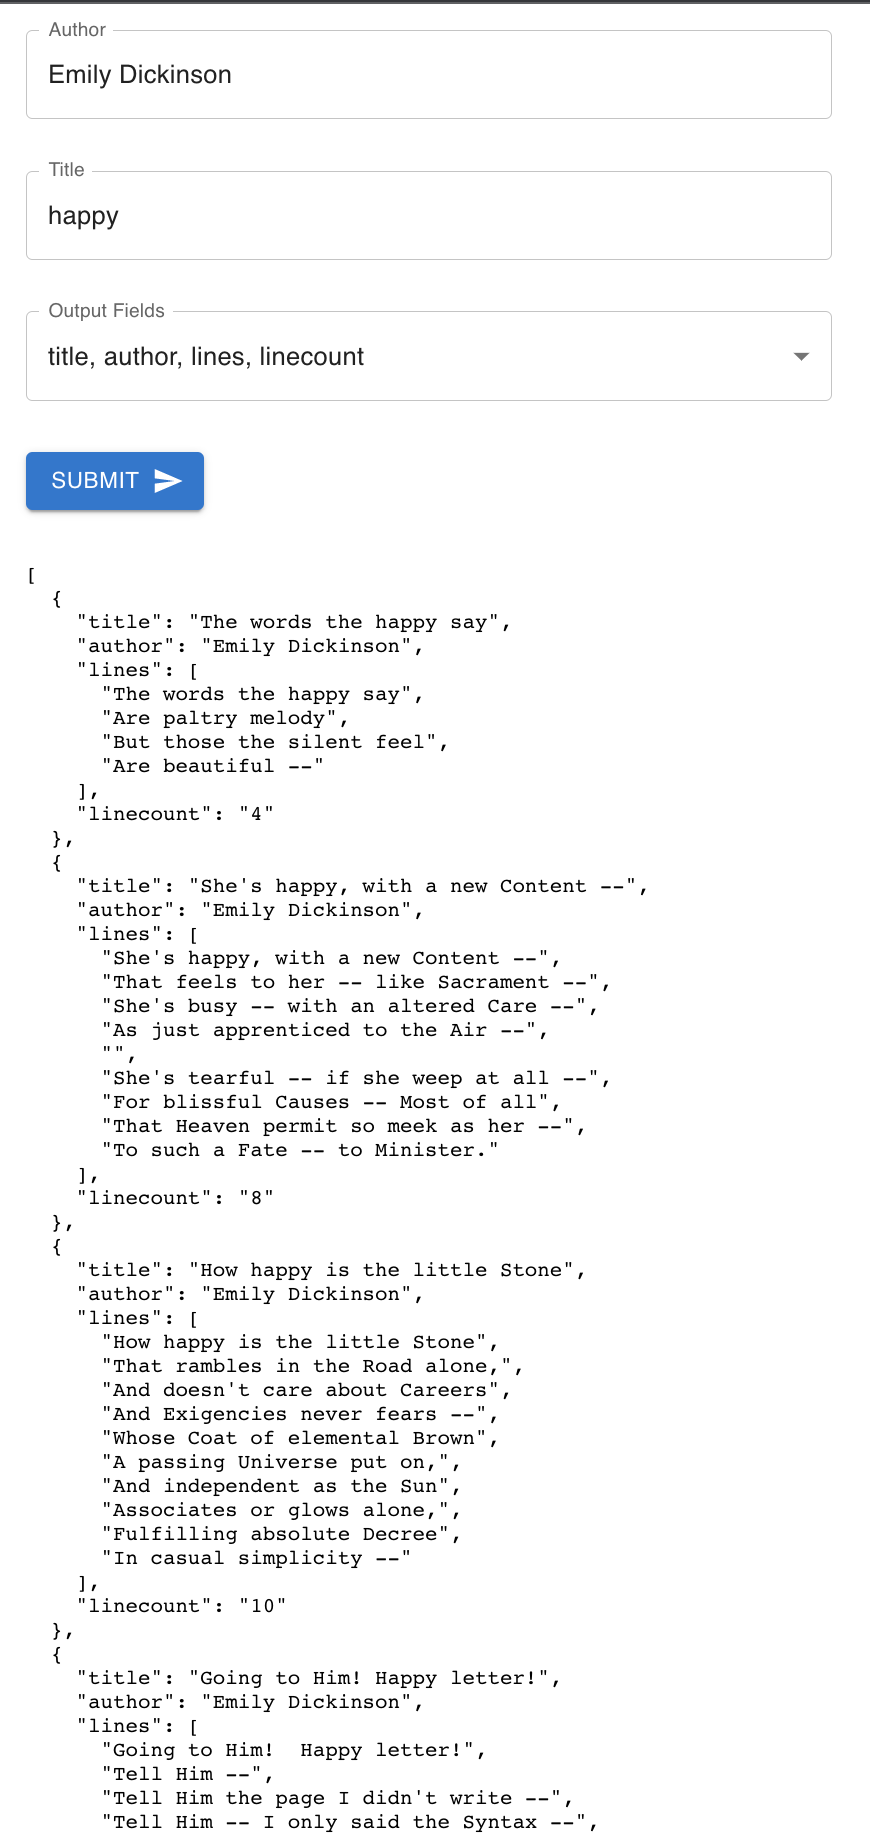 Author
Emily Dickinson
Title
happy
Output Fields
title, author, lines, linecount
SUBMIT
[
  {
    "title": "The words the happy say",
    "author": "Emily Dickinson",
    "lines": [
      "The words the happy say",
      "Are paltry melody",
      "But those the silent feel",
      "Are beautiful --"
    ],
    "linecount": "4"
  },
  {
    "title": "She's happy, with a new Content --",
    "author": "Emily Dickinson",
    "lines": [
      "She's happy, with a new Content --",
      "That feels to her -- like Sacrament --",
      "She's busy -- with an altered Care --",
      "As just apprenticed to the Air --",
      "",
      "She's tearful -- if she weep at all --",
      "For blissful Causes -- Most of all",
      "That Heaven permit so meek as her --",
      "To such a Fate -- to Minister."
    ],
    "linecount": "8"
  },
  {
    "title": "How happy is the little Stone",
    "author": "Emily Dickinson",
    "lines": [
      "How happy is the little Stone",
      "That rambles in the Road alone,",
      "And doesn't care about Careers",
      "And Exigencies never fears --",
      "Whose Coat of elemental Brown",
      "A passing Universe put on,",
      "And independent as the Sun",
      "Associates or glows alone,",
      "Fulfilling absolute Decree",
      "In casual simplicity --"
    ],
    "linecount": "10"
  },
  {
    "title": "Going to Him! Happy letter!",
    "author": "Emily Dickinson",
    "lines": [
      "Going to Him!  Happy letter!",
      "Tell Him --",
      "Tell Him the page I didn't write --",
      "Tell Him -- I only said the Syntax --",